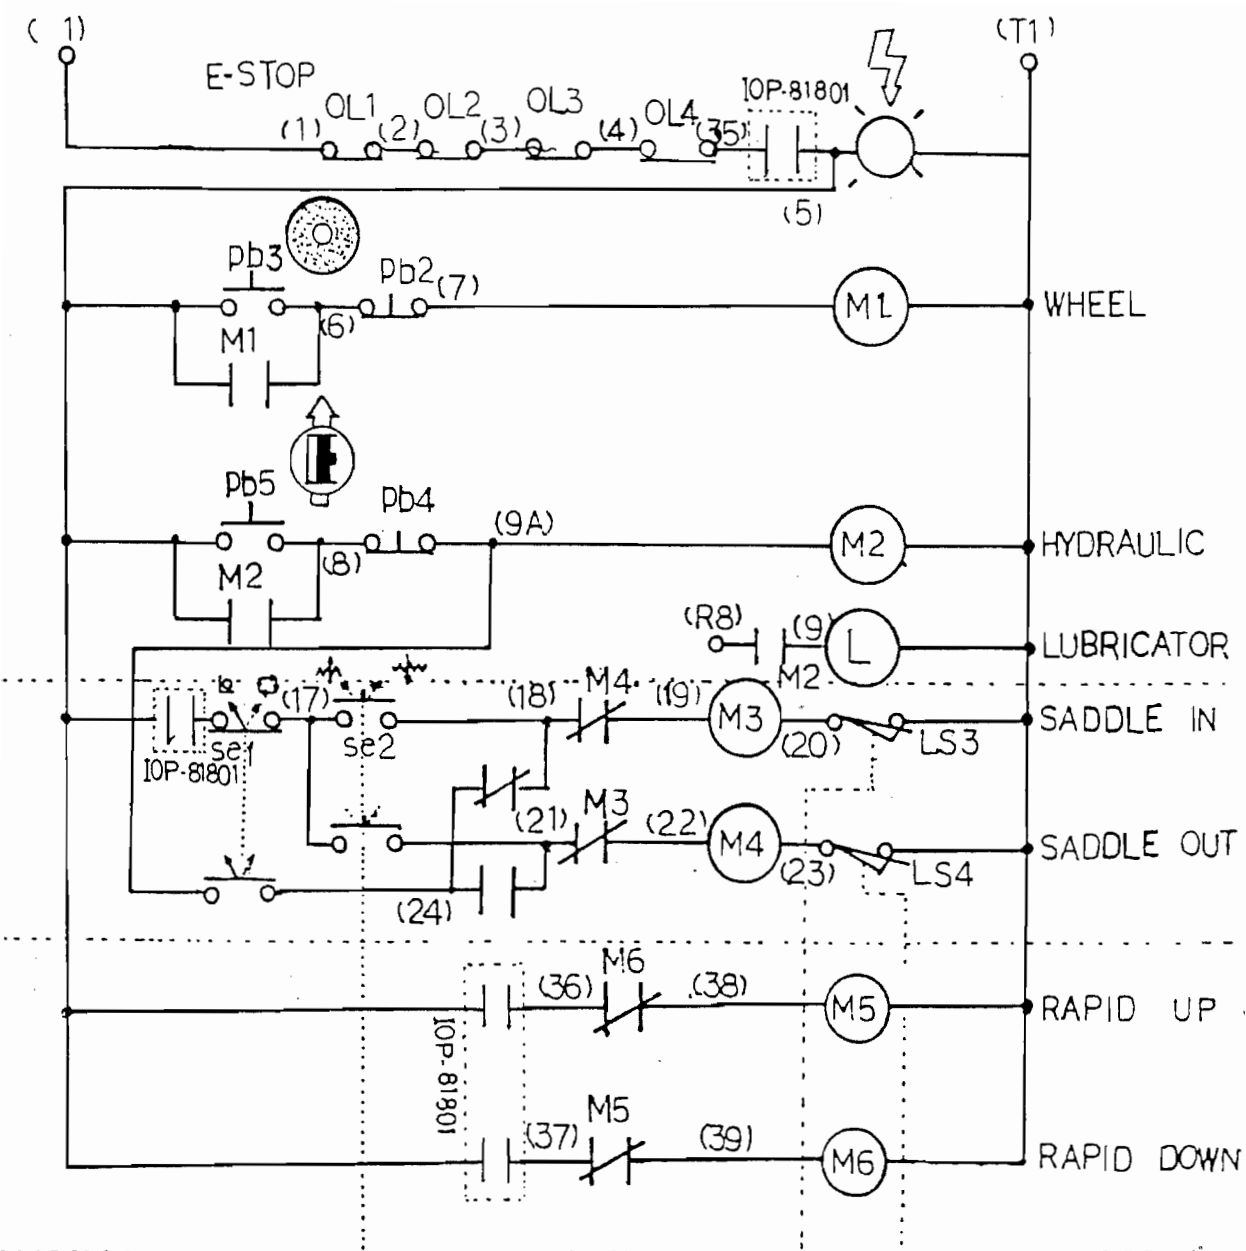 ( 1)
(T1)
E-STOP
IOP-81801
(1) OL1 (2) OL2 (3) OL3 (4) OL4 (35)
(5)
pb3
pb2 (7)
(6)
M1
M1
WHEEL
pb5
pb4
(9A)
(8)
M2
M2
HYDRAULIC
(R8)
(9)
M2
L
LUBRICATOR
(17)
(18)
M4
(19)
M3
(20)
LS3
SADDLE IN
se1
se2
IOP-81801
(21)
M3
(22)
M4
(23)
LS4
SADDLE OUT
(24)
(36)
M6
(38)
M5
RAPID UP
IOP-81801
(37)
M5
(39)
M6
RAPID DOWN